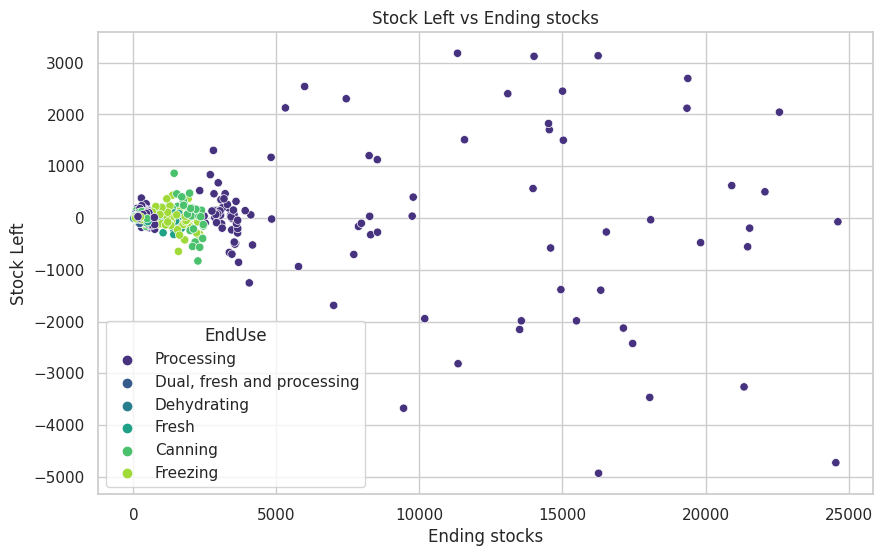 Stock Left vs Ending stocks
3000
2000
1000
0
−1000
−2000
−3000
−4000
−5000
Stock Left
EndUse
Processing
Dual, fresh and processing
Dehydrating
Fresh
Canning
Freezing
0 5000 10000 15000 20000 25000
Ending stocks